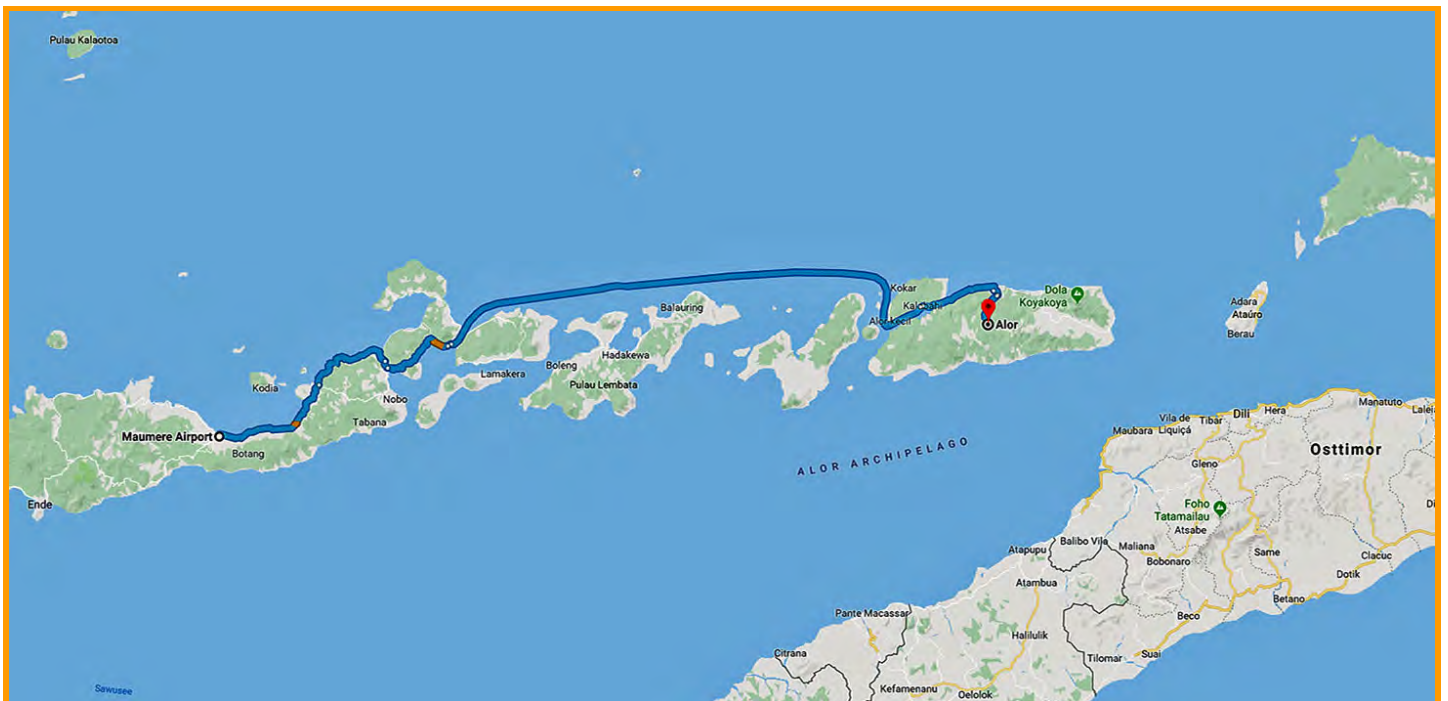 Pulau Kalaotoa
Kokar
Kalabahi
Alor-kecil
Dola
Koyakoya
Alor
Adara
Ataúro
Berau
Balauring
Hadakewa
Boleng
Pulau Lembata
Lamakera
Nobo
Tabana
Kodia
Maumere Airport
Botang
Ende
ALOR ARCHIPELAGO
Vila de
Liquiçá
Maubara
Tibar
Dili
Hera
Manatuto
Laleia
Gleno
Osttimor
Foho
Tatamailau
Atsabe
Balibo Vila
Maliana
Bobonaro
Same
Clacuc
Dotik
Betano
Beco
Suai
Tilomar
Atapupu
Atambua
Halilulik
Pante Macassar
Citrana
Kefamenanu
Oelolok
Sawusee